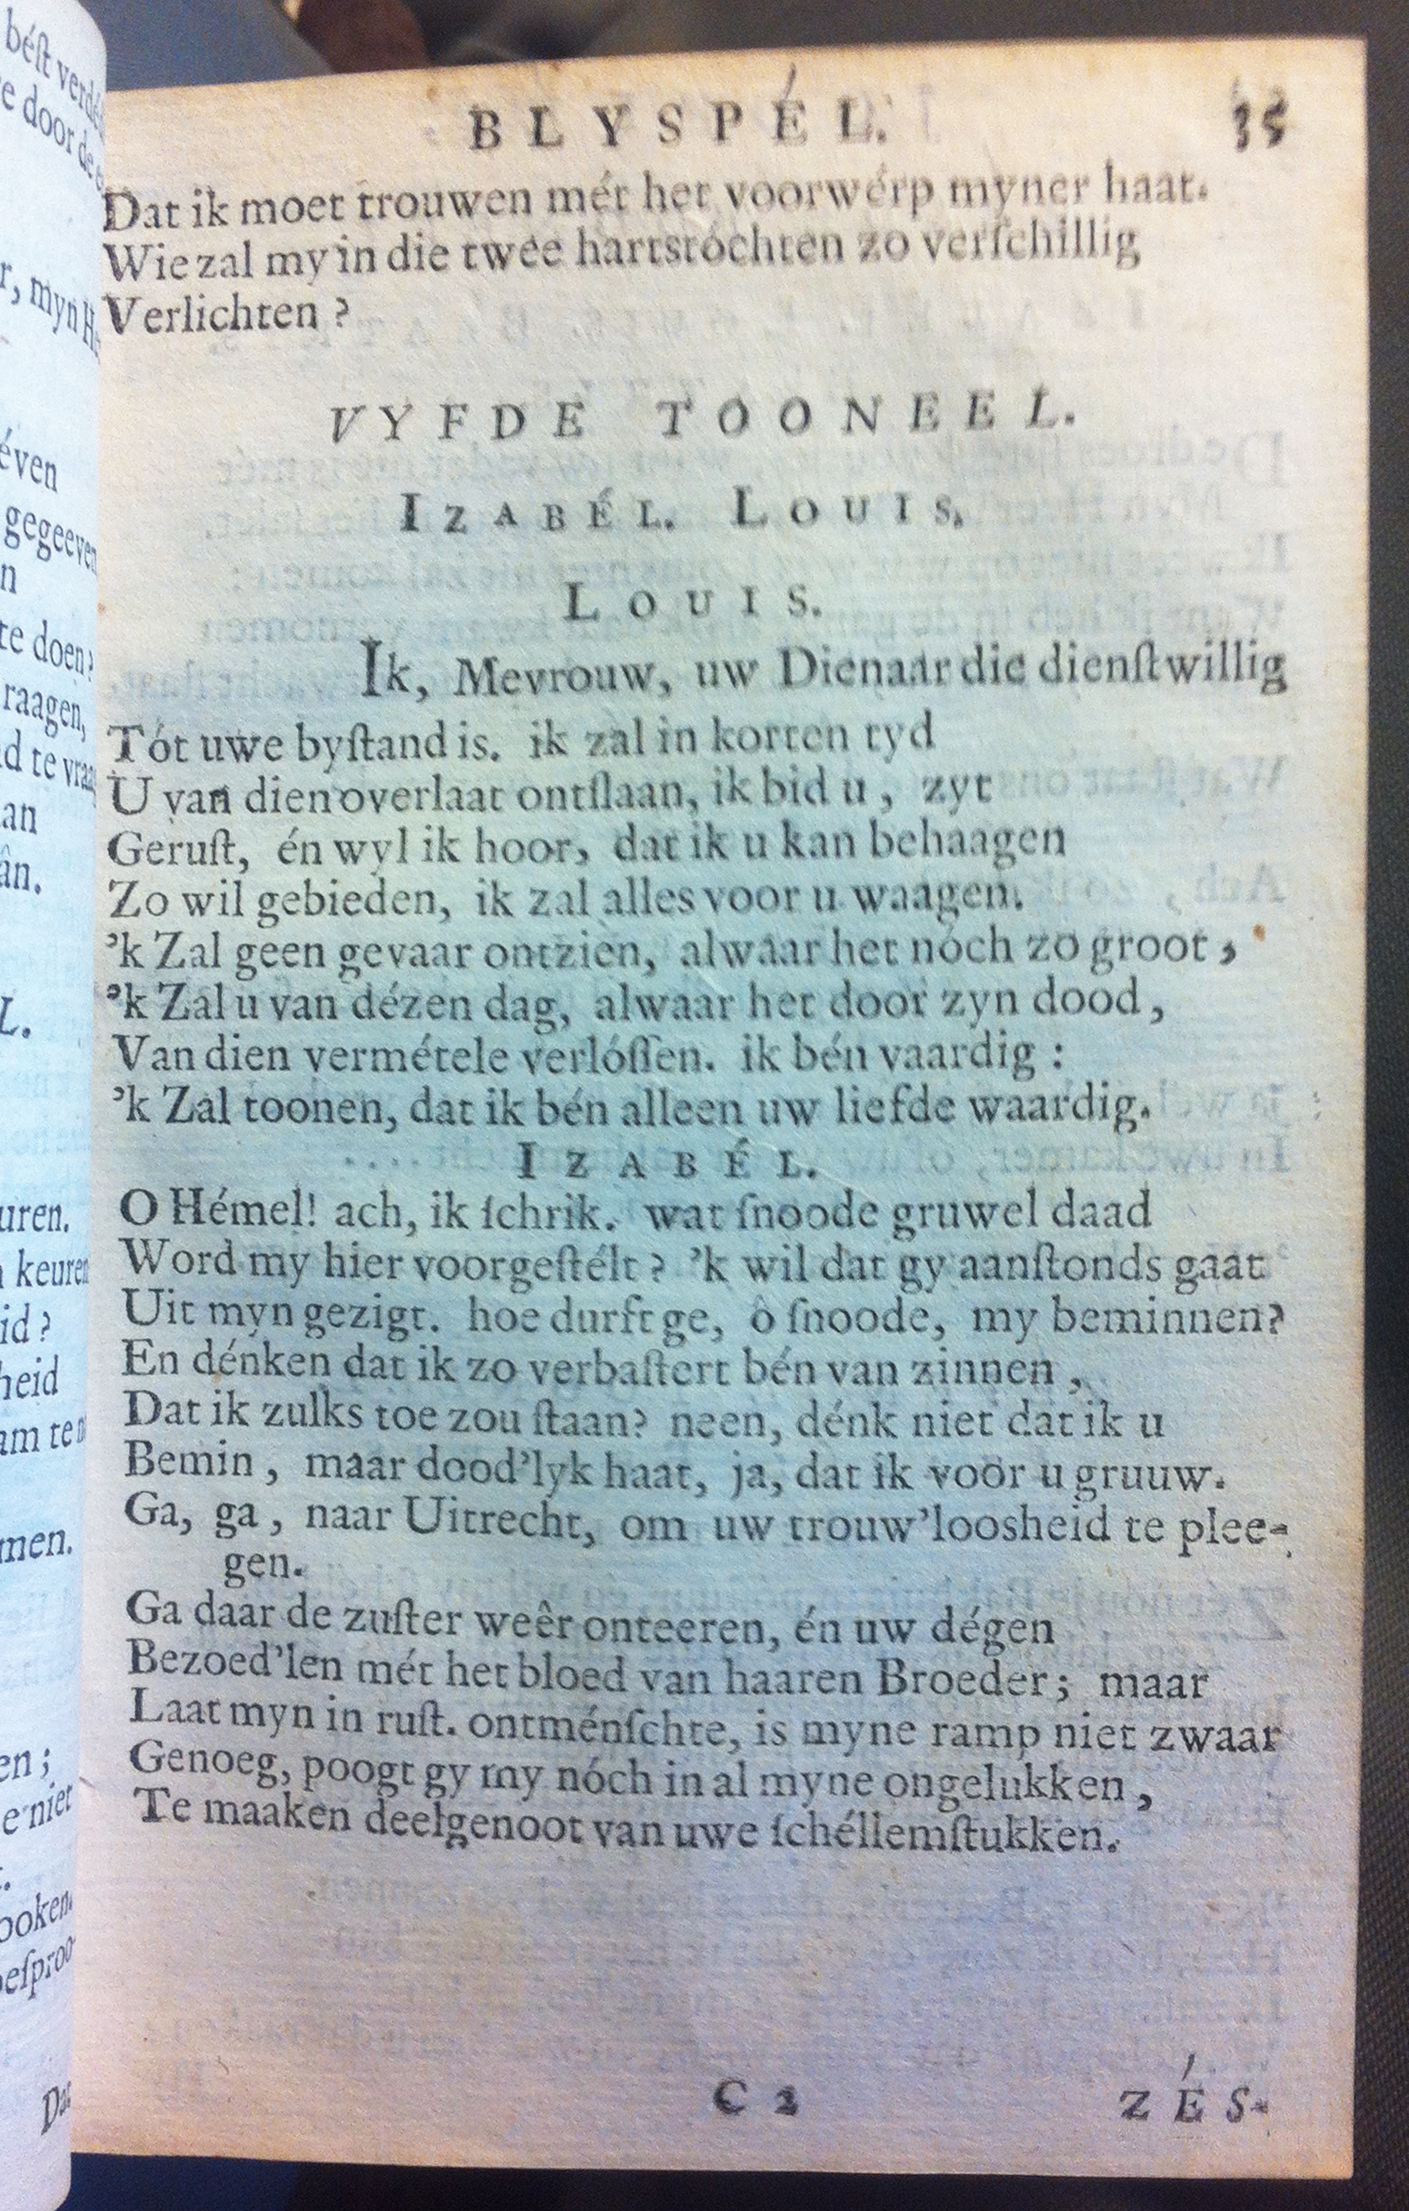 BLYSPÉL. 35
Dat ik moet trouwen mét het voorwérp myner haat.
Wie zal my in die twée hartstóchten zo verſchillig
Verlichten?
VYFDE TOONEEL.
IZABÉL. LOUIS.
LOUIS.
Ik, Mevrouw, uw Dienaar die dienſtwillig
Tót uwe byſtand is. ik zal in korten tyd
U van dien overlaat ontſlaan, ik bid u, zyt
Geruſt, én wyl ik hoor, dat ik u kan behaagen
Zo wil gebieden, ik zal alles voor u waagen.
'k Zal geen gevaar ontzien, alwaar het nóch zo groot,
'k Zal u van dézen dag, alwaar het door zyn dood,
Van dien vermétele verlóſſen. ik bén vaardig:
'k Zal toonen, dat ik bén alleen uw liefde waardig.
IZABÉL.
O Hémel! ach, ik ſchrik. wat ſnoode gruwel daad
Word my hier voorgeſtélt? 'k wil dat gy aanſtonds gaat
Uit myn gezigt. hoe durft ge, ô ſnoode, my beminnen?
En dénken dat ik zo verbaſtert bén van zinnen,
Dat ik zulks toe zou ſtaan? neen, dénk niet dat ik u
Bemin, maar dood'lyk haat, ja, dat ik voor u gruuw.
Ga, ga, naar Uitrecht, om uw trouw'loosheid te plee-
gen.
Ga daar de zuſter weêr onteeren, én uw dégen
Bezoed'len mét het bloed van haaren Broeder; maar
Laat myn in ruſt. ontménſchte, is myne ramp niet zwaar
Genoeg, poogt gy my nóch in al myne ongelukken,
Te maaken deelgenoot van uwe ſchéllemſtukken.
C 2 ZÉS-